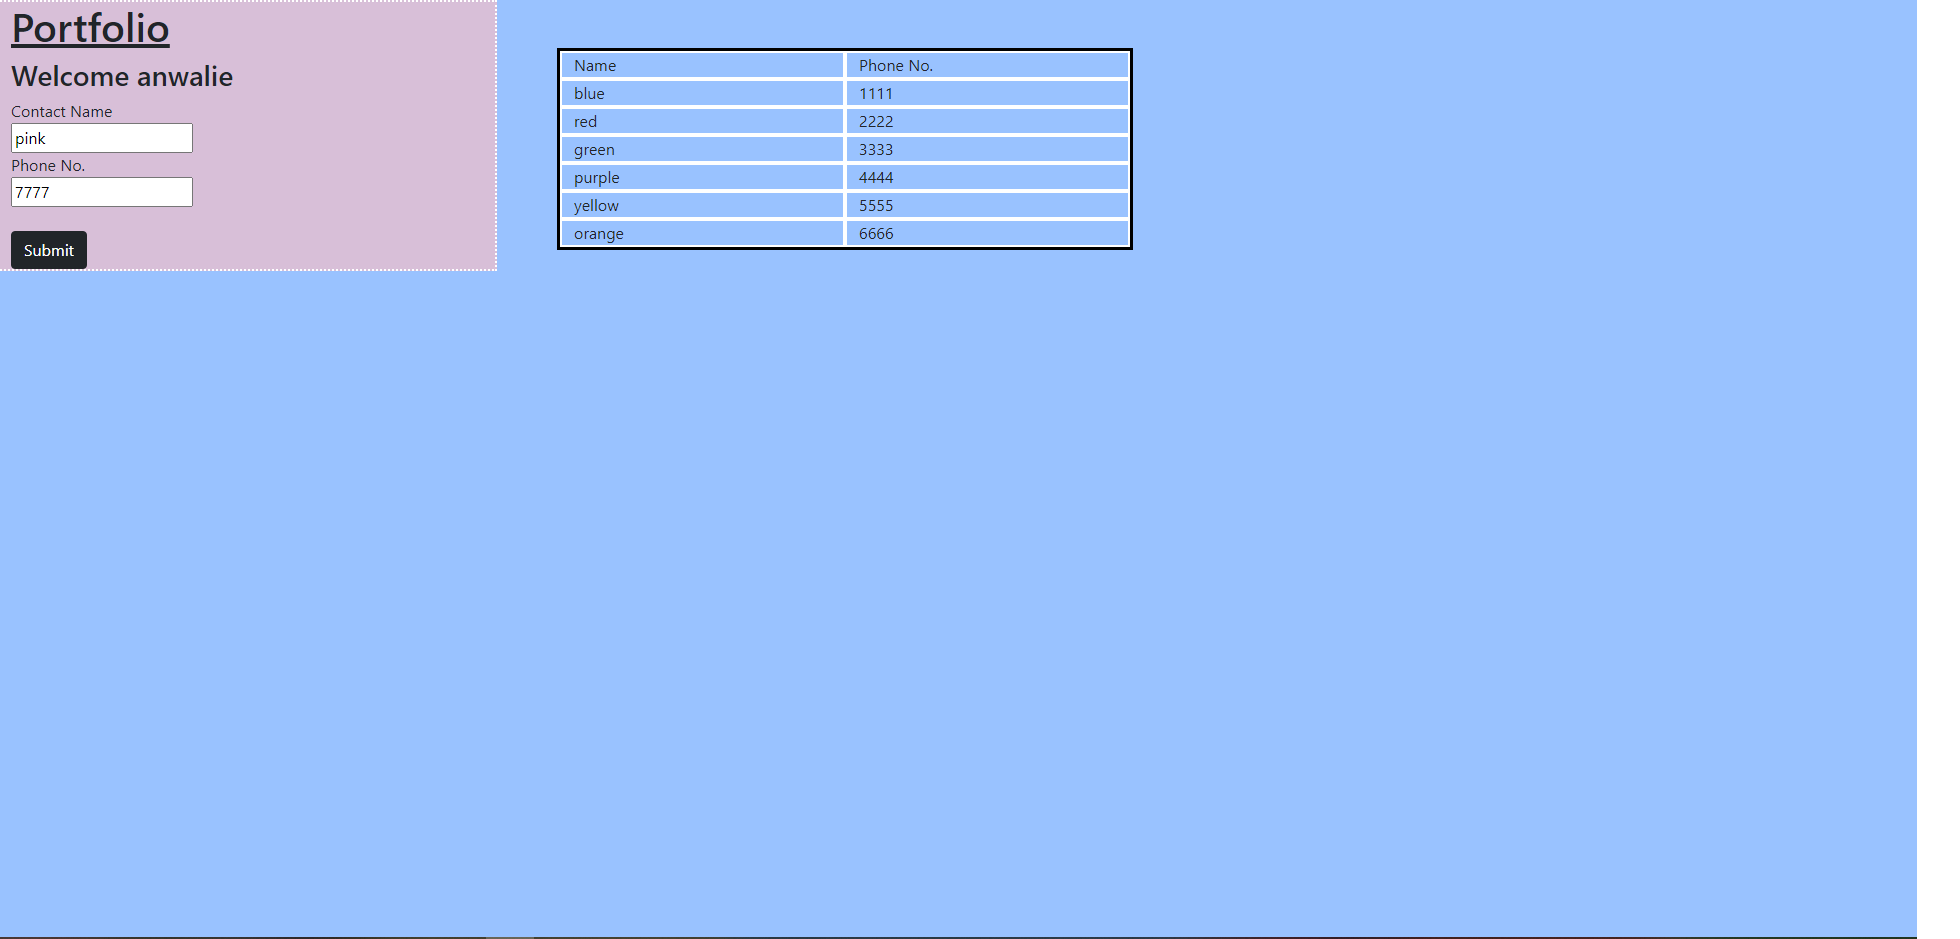 Portfolio
Welcome anwalie
Contact Name
pink
Phone No.
7777
Submit
Name Phone No.
blue 1111
red 2222
green 3333
purple 4444
yellow 5555
orange 6666